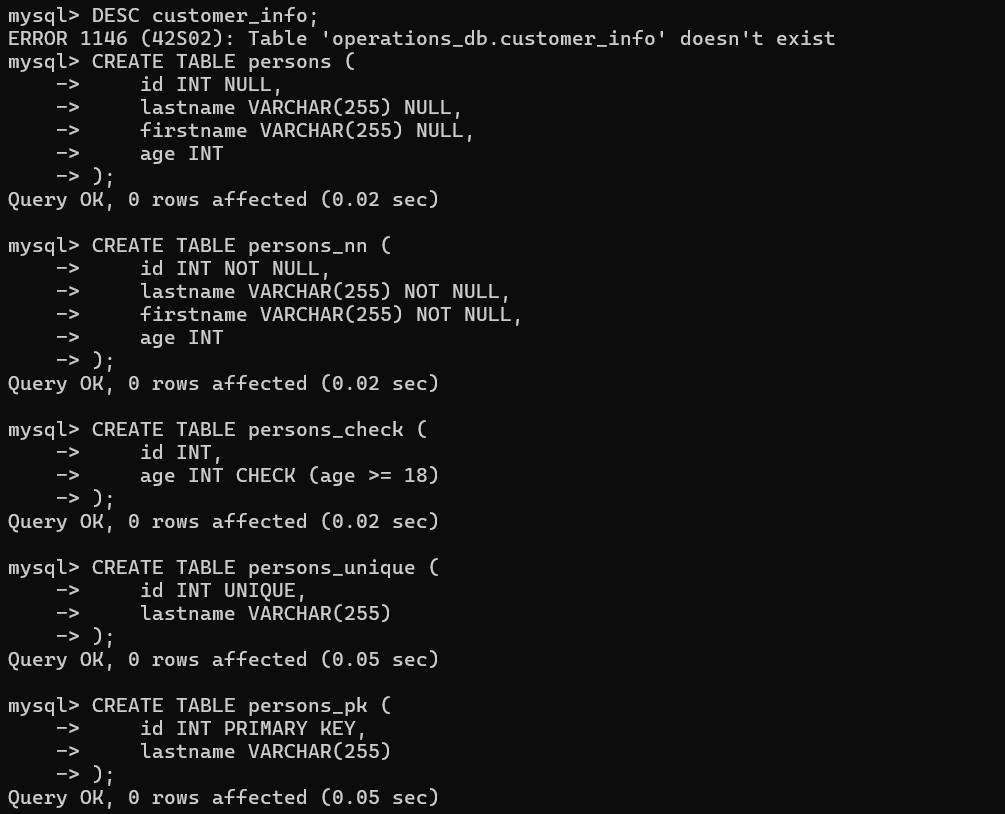 mysql> DESC customer_info;
ERROR 1146 (42S02): Table 'operations_db.customer_info' doesn't exist
mysql> CREATE TABLE persons (
    ->     id INT NULL,
    ->     lastname VARCHAR(255) NULL,
    ->     firstname VARCHAR(255) NULL,
    ->     age INT
    -> );
Query OK, 0 rows affected (0.02 sec)

mysql> CREATE TABLE persons_nn (
    ->     id INT NOT NULL,
    ->     lastname VARCHAR(255) NOT NULL,
    ->     firstname VARCHAR(255) NOT NULL,
    ->     age INT
    -> );
Query OK, 0 rows affected (0.02 sec)

mysql> CREATE TABLE persons_check (
    ->     id INT,
    ->     age INT CHECK (age >= 18)
    -> );
Query OK, 0 rows affected (0.02 sec)

mysql> CREATE TABLE persons_unique (
    ->     id INT UNIQUE,
    ->     lastname VARCHAR(255)
    -> );
Query OK, 0 rows affected (0.05 sec)

mysql> CREATE TABLE persons_pk (
    ->     id INT PRIMARY KEY,
    ->     lastname VARCHAR(255)
    -> );
Query OK, 0 rows affected (0.05 sec)